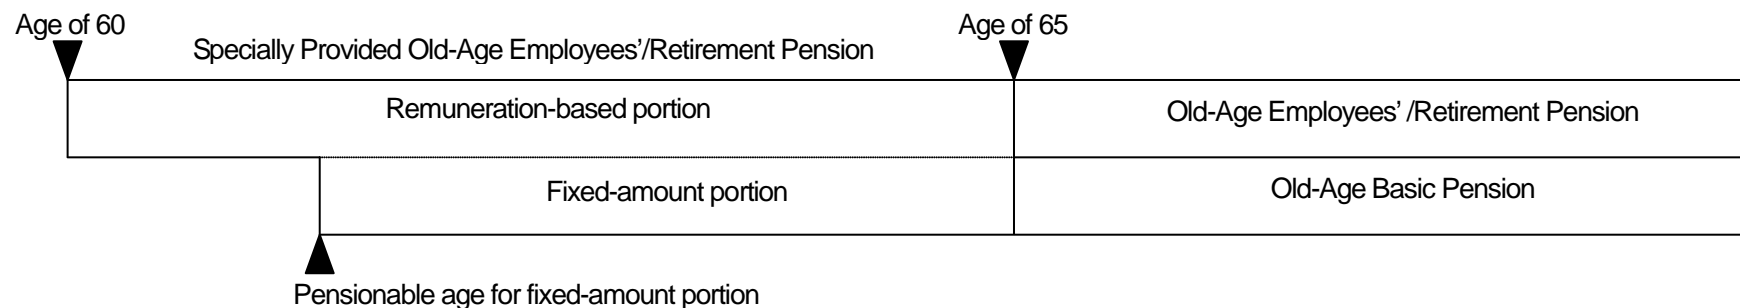 Age of 60
Age of 65
Specially Provided Old-Age Employees’/Retirement Pension
Remuneration-based portion
Old-Age Employees’ /Retirement Pension
Fixed-amount portion
Old-Age Basic Pension
Pensionable age for fixed-amount portion